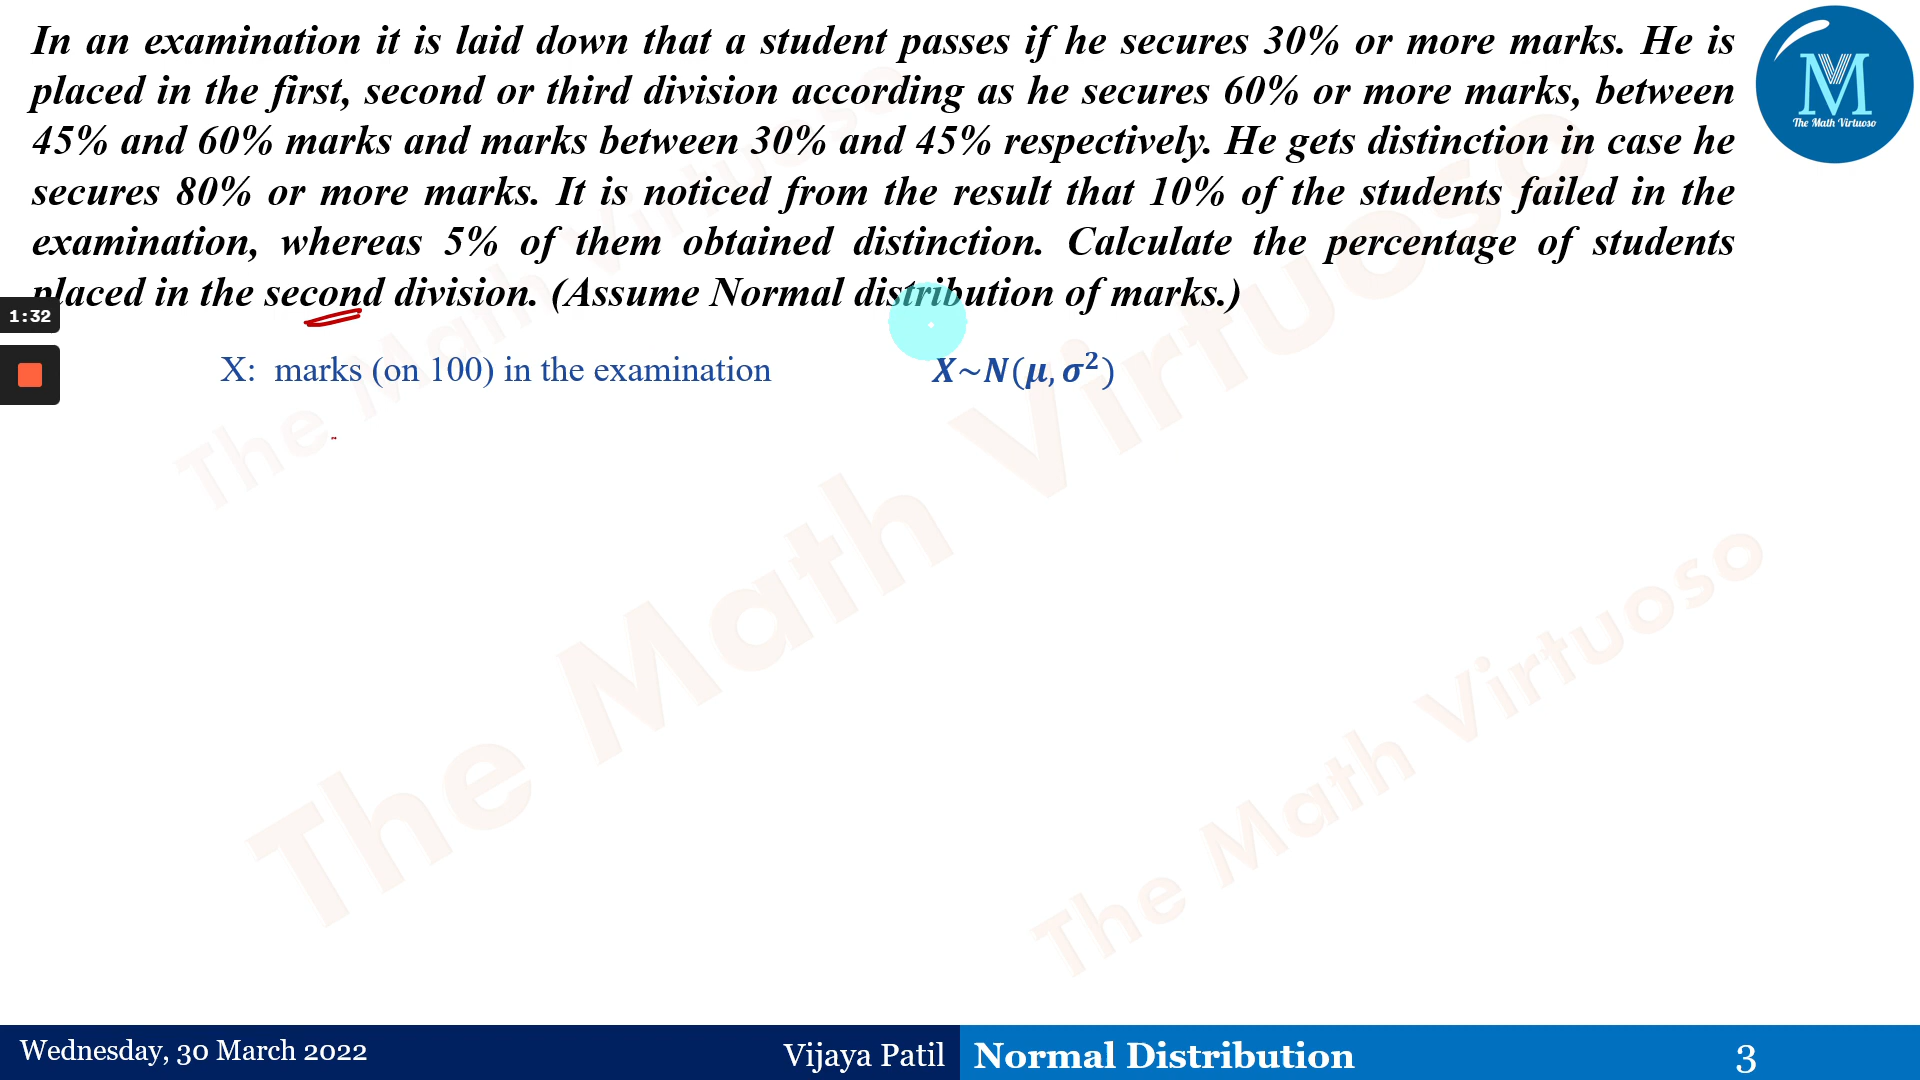 In an examination it is laid down that a student passes if he secures 30% or more marks. He is
placed in the first, second or third division according as he secures 60% or more marks, between
45% and 60% marks and marks between 30% and 45% respectively. He gets distinction in case he
secures 80% or more marks. It is noticed from the result that 10% of the students failed in the
examination, whereas 5% of them obtained distinction. Calculate the percentage of students
placed in the second division. (Assume Normal distribution of marks.)
M
The Math Virtuoso
1:32
X: marks (on 100) in the examination X~N(μ, σ²)
The Math Virtuoso
The Math Virtuoso
The Math Virtuoso
Wednesday, 30 March 2022 Vijaya Patil Normal Distribution 3